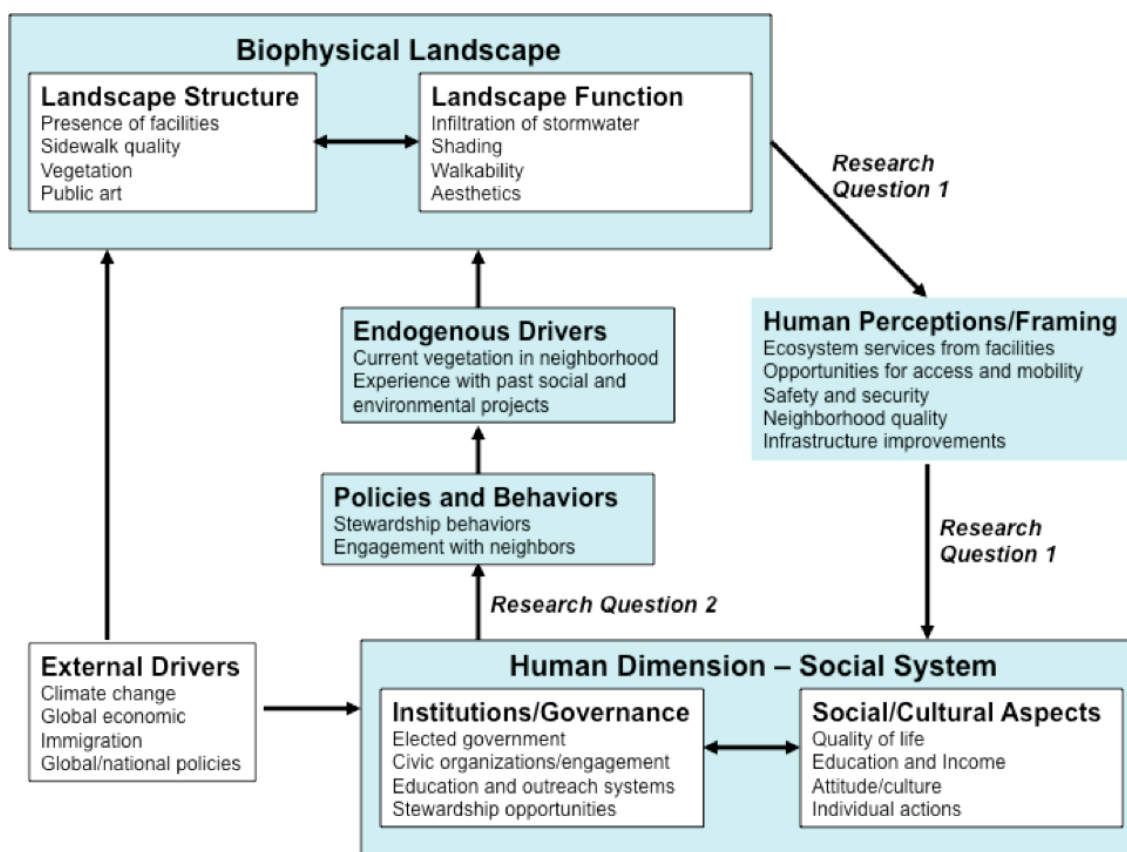 Biophysical Landscape
Landscape Structure
Presence of facilities
Sidewalk quality
Vegetation
Public art
Landscape Function
Infiltration of stormwater
Shading
Walkability
Aesthetics
Research
Question 1
Endogenous Drivers
Current vegetation in neighborhood
Experience with past social and
environmental projects
Human Perceptions/Framing
Ecosystem services from facilities
Opportunities for access and mobility
Safety and security
Neighborhood quality
Infrastructure improvements
Policies and Behaviors
Stewardship behaviors
Engagement with neighbors
Research
Question 1
Research Question 2
External Drivers
Climate change
Global economic
Immigration
Global/national policies
Human Dimension – Social System
Institutions/Governance
Elected government
Civic organizations/engagement
Education and outreach systems
Stewardship opportunities
Social/Cultural Aspects
Quality of life
Education and Income
Attitude/culture
Individual actions